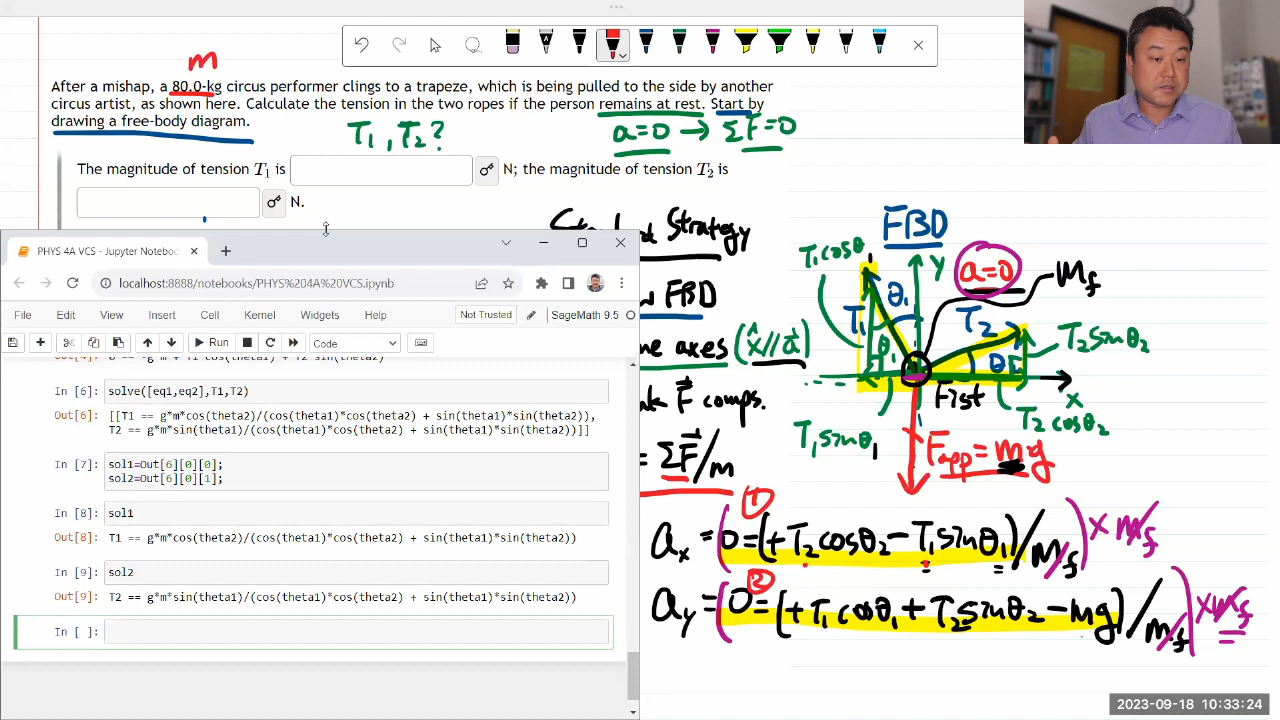 m
After a mishap, a 80.0-kg circus performer clings to a trapeze, which is being pulled to the side by another
circus artist, as shown here. Calculate the tension in the two ropes if the person remains at rest. Start by
drawing a free-body diagram.
T₁, T₂?
a=0 → ΣF=0
The magnitude of tension T₁ is
N; the magnitude of tension T₂ is
N.
Strategy
FBD
axes (x̂//a⃗)
F⃗ comps.
= ΣF⃗/m
PHYS 4A VCS - Jupyter Noteboo
File Edit View Insert Cell Kernel Widgets Help
Not Trusted
SageMath 9.5
Run
Code
In [6]: solve([eq1,eq2],T1,T2)
Out[6]: [[T1 == g*m*cos(theta2)/(cos(theta1)*cos(theta2) + sin(theta1)*sin(theta2)),
T2 == g*m*sin(theta1)/(cos(theta1)*cos(theta2) + sin(theta1)*sin(theta2))]]
In [7]: sol1=Out[6][0][0];
sol2=Out[6][0][1];
In [8]: sol1
Out[8]: T1 == g*m*cos(theta2)/(cos(theta1)*cos(theta2) + sin(theta1)*sin(theta2))
In [9]: sol2
Out[9]: T2 == g*m*sin(theta1)/(cos(theta1)*cos(theta2) + sin(theta1)*sin(theta2))
In [ ]:
FBD
T₁cosθ₁
y
a=0
Mf
θ₁
T₁
T₂
T₂sinθ₂
θ₁
θ₂
Fist
x
T₂cosθ₂
T₁sinθ₁
Fapp = mg
①
aₓ = (0=(+T₂cosθ₂-T₁sinθ₁)/Mf) × Mf
②
ay = (0=(+T₁cosθ₁+T₂sinθ₂-mg)/Mf) × Mf
2023-09-18 10:33:24